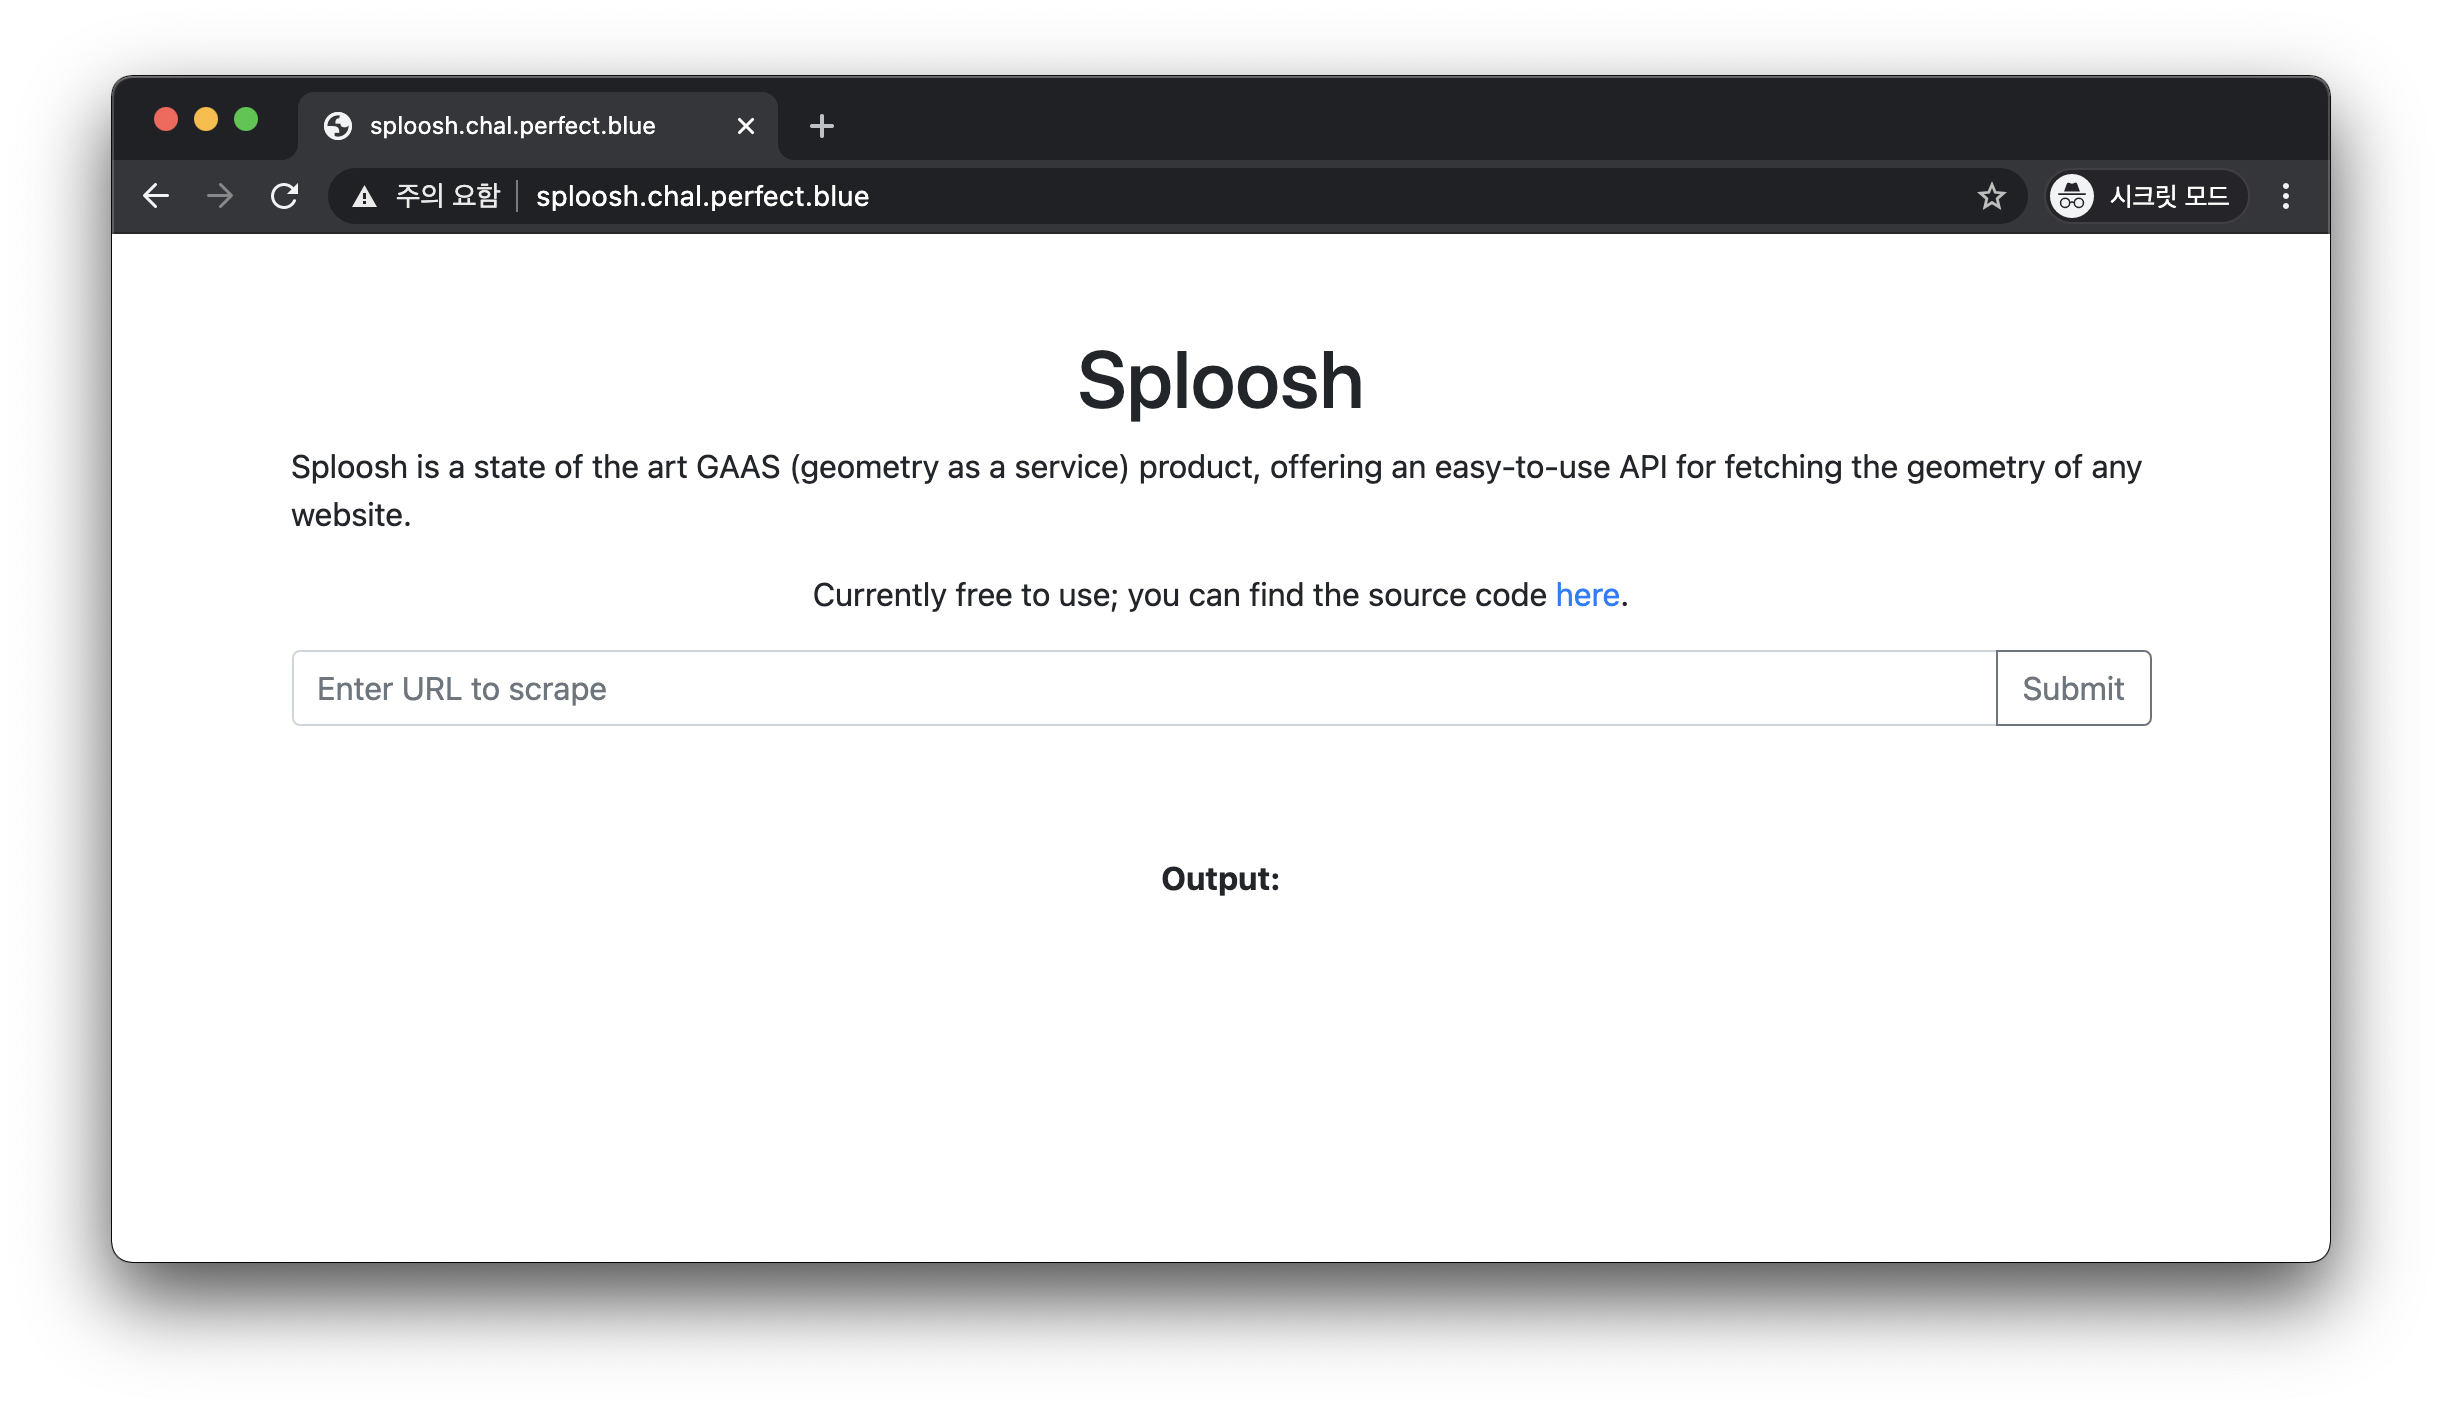 sploosh.chal.perfect.blue
주의 요함 sploosh.chal.perfect.blue 시크릿 모드
Sploosh
Sploosh is a state of the art GAAS (geometry as a service) product, offering an easy-to-use API for fetching the geometry of any
website.
Currently free to use; you can find the source code here.
Enter URL to scrape Submit
Output: